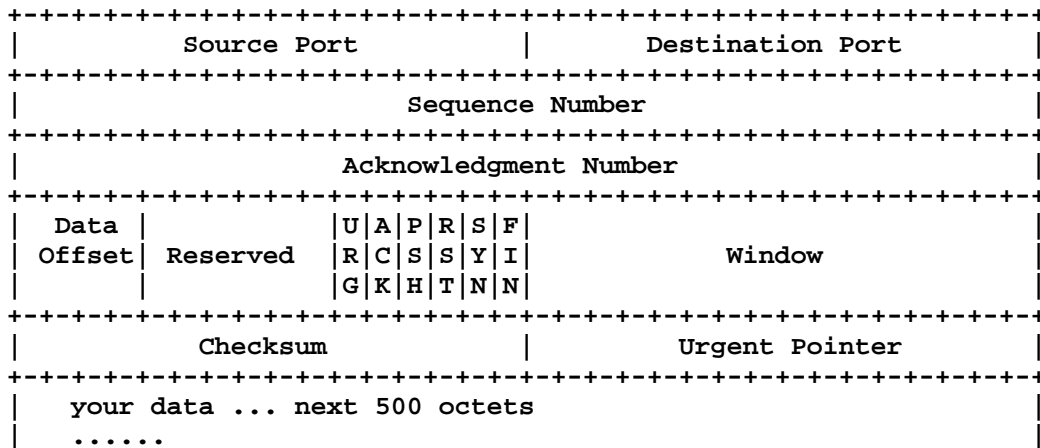 +-+-+-+-+-+-+-+-+-+-+-+-+-+-+-+-+-+-+-+-+-+-+-+-+-+-+-+-+-+-+-+-+
|          Source Port          |       Destination Port        |
+-+-+-+-+-+-+-+-+-+-+-+-+-+-+-+-+-+-+-+-+-+-+-+-+-+-+-+-+-+-+-+-+
|                        Sequence Number                        |
+-+-+-+-+-+-+-+-+-+-+-+-+-+-+-+-+-+-+-+-+-+-+-+-+-+-+-+-+-+-+-+-+
|                    Acknowledgment Number                      |
+-+-+-+-+-+-+-+-+-+-+-+-+-+-+-+-+-+-+-+-+-+-+-+-+-+-+-+-+-+-+-+-+
|  Data |           |U|A|P|R|S|F|                               |
| Offset| Reserved  |R|C|S|S|Y|I|            Window             |
|       |           |G|K|H|T|N|N|                               |
+-+-+-+-+-+-+-+-+-+-+-+-+-+-+-+-+-+-+-+-+-+-+-+-+-+-+-+-+-+-+-+-+
|           Checksum            |         Urgent Pointer        |
+-+-+-+-+-+-+-+-+-+-+-+-+-+-+-+-+-+-+-+-+-+-+-+-+-+-+-+-+-+-+-+-+
|   your data ... next 500 octets                               |
|   ......                                                      |